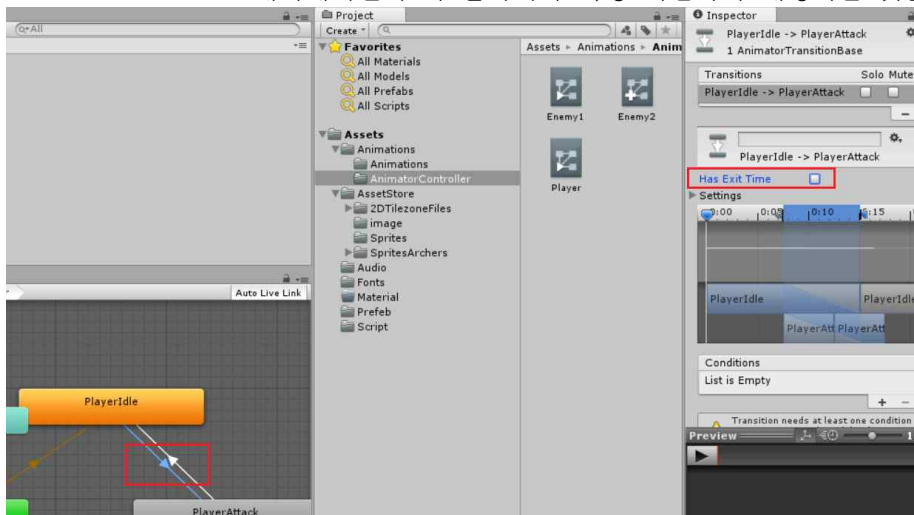 Project
Inspector
Q▾All
Create ▾
PlayerIdle -> PlayerAttack
1 AnimatorTransitionBase
Favorites
All Materials
All Models
All Prefabs
All Scripts
Assets
Animations
Animations
AnimatorController
AssetStore
2DTilezoneFiles
image
Sprites
SpritesArchers
Audio
Fonts
Material
Prefeb
Script
Assets ▸ Animations ▸ Anim
Enemy1
Enemy2
Player
Transitions
Solo Mute
PlayerIdle -> PlayerAttack
PlayerIdle -> PlayerAttack
Has Exit Time
Settings
0:00
0:05
0:10
0:15
PlayerIdle
PlayerIdle
PlayerAtt
PlayerAtt
Conditions
List is Empty
+ -
Transition needs at least one condition
Preview
1
Auto Live Link
PlayerIdle
PlayerAttack